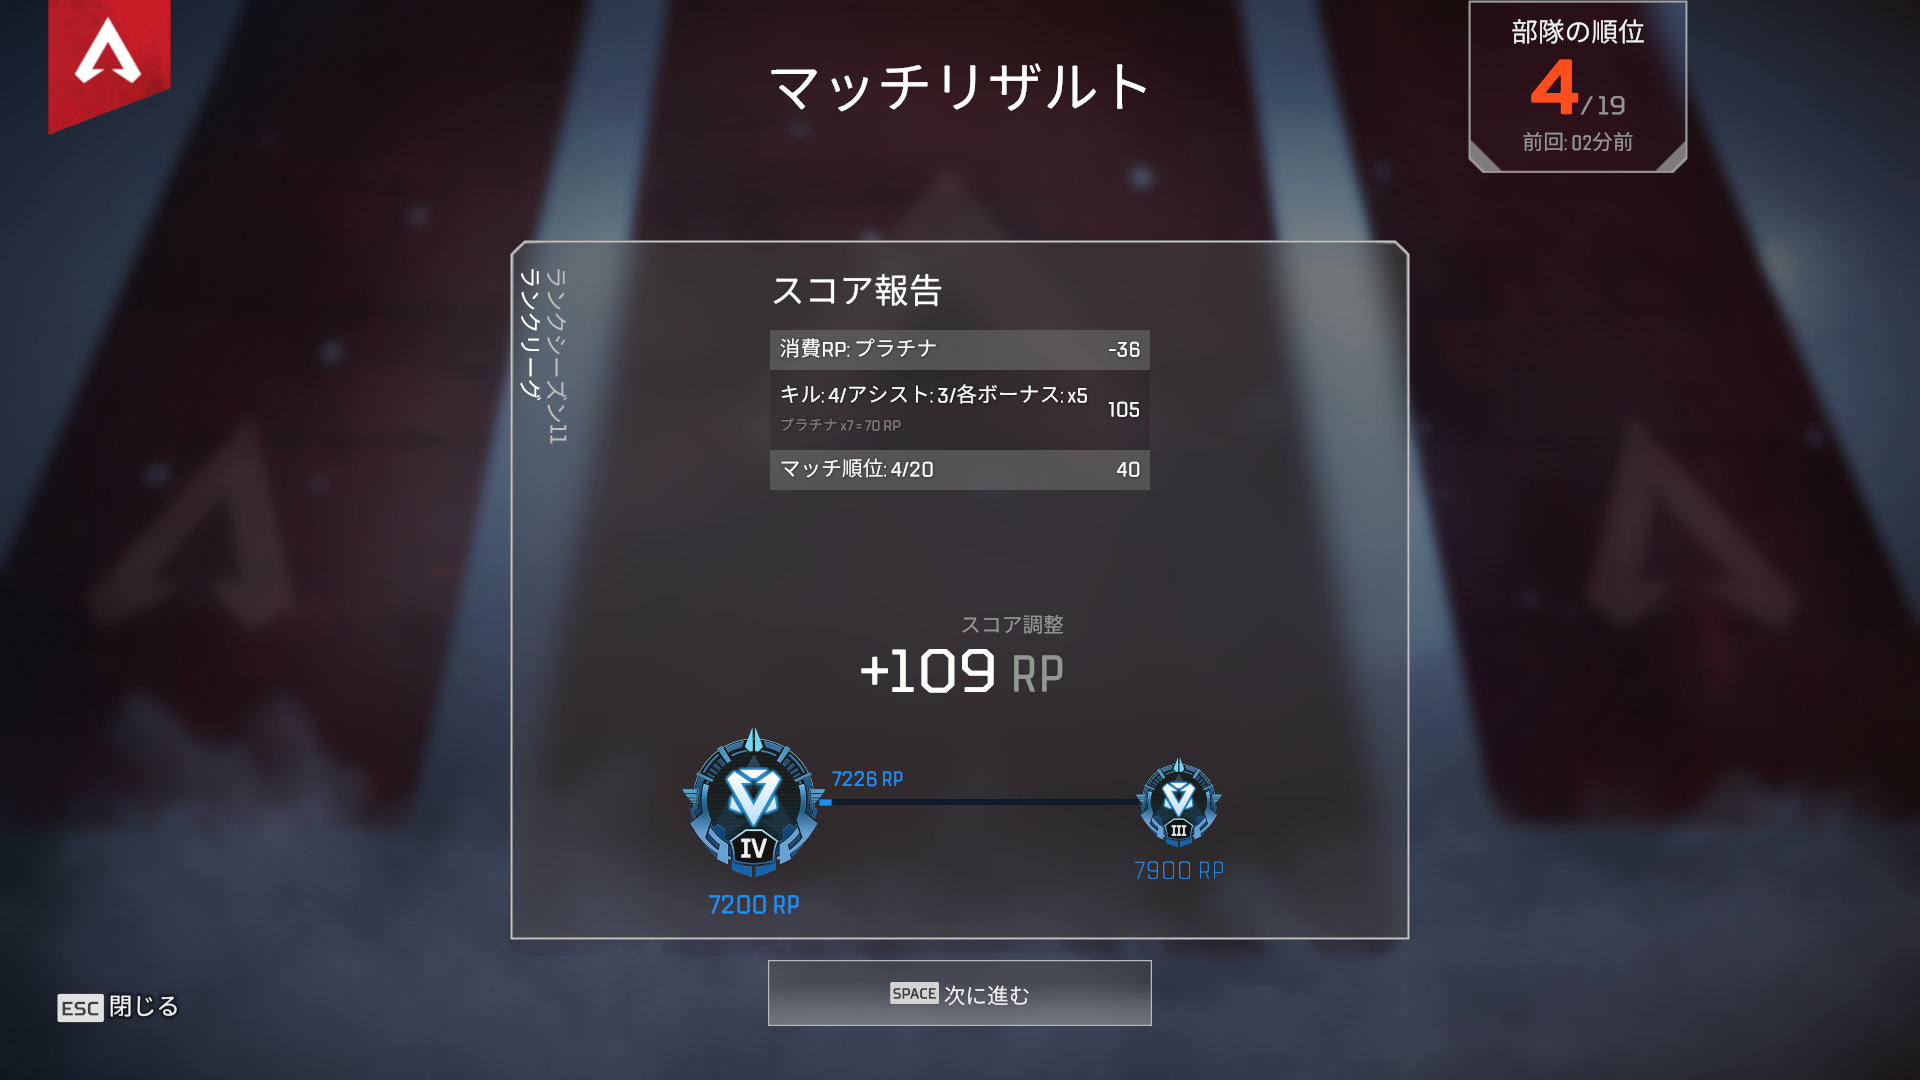 マッチリザルト
部隊の順位
4/19
前回: 02分前
ランクリーグ
ランクシーズン11
スコア報告
消費RP: プラチナ -36
キル: 4/アシスト: 3/各ボーナス: x5 105
プラチナ x7 = 70 RP
マッチ順位: 4/20 40
スコア調整
+109 RP
7226 RP
IV
III
7200 RP
7900 RP
SPACE 次に進む
ESC 閉じる